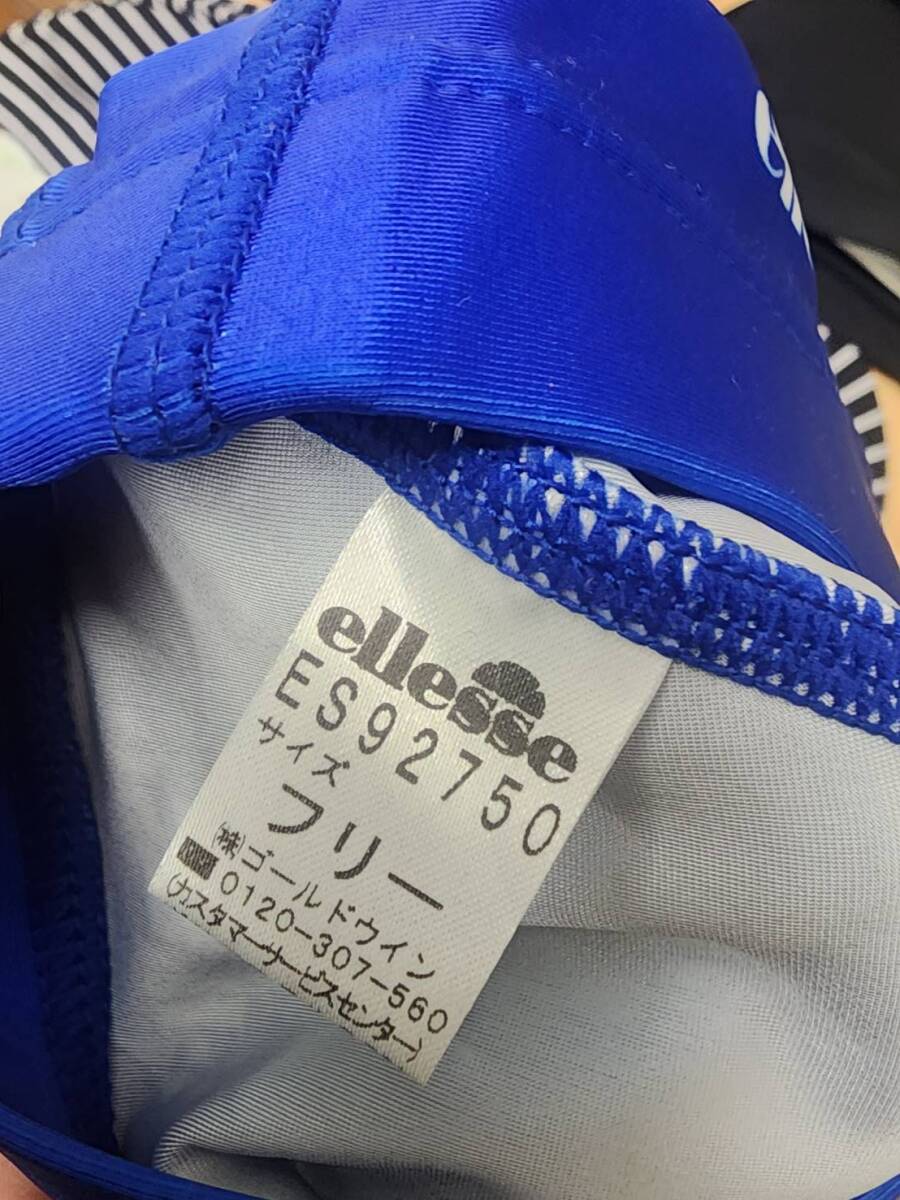 ellesse
ES92750
サイズ
フリー
㈱ゴールドウイン
0120-307-560
(カスタマーサービスセンター)